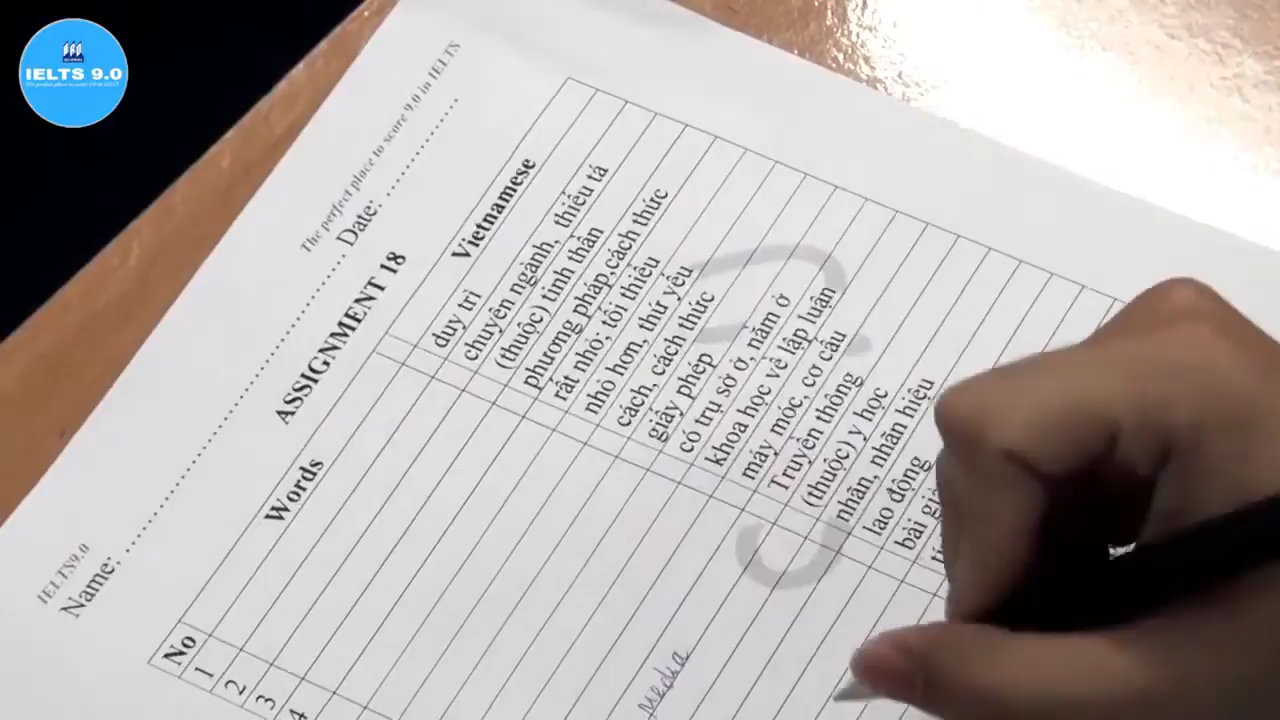 IELTS 9.0
IELTS9.0
The perfect place to score 9.0 in IELTS
Name: Date:
ASSIGNMENT 18
No Words Vietnamese
1 duy trì
2 chuyên ngành, thiếu tá
3 (thuộc) tinh thần
4 phương pháp,cách thức
rất nhỏ; tối thiểu
nhỏ hơn, thứ yếu
cách, cách thức
giấy phép
có trụ sở ở, nằm ở
khoa học về lập luận
máy móc, cơ cấu
Media Truyền thông
(thuộc) y học
nhãn, nhãn hiệu
lao động
bài